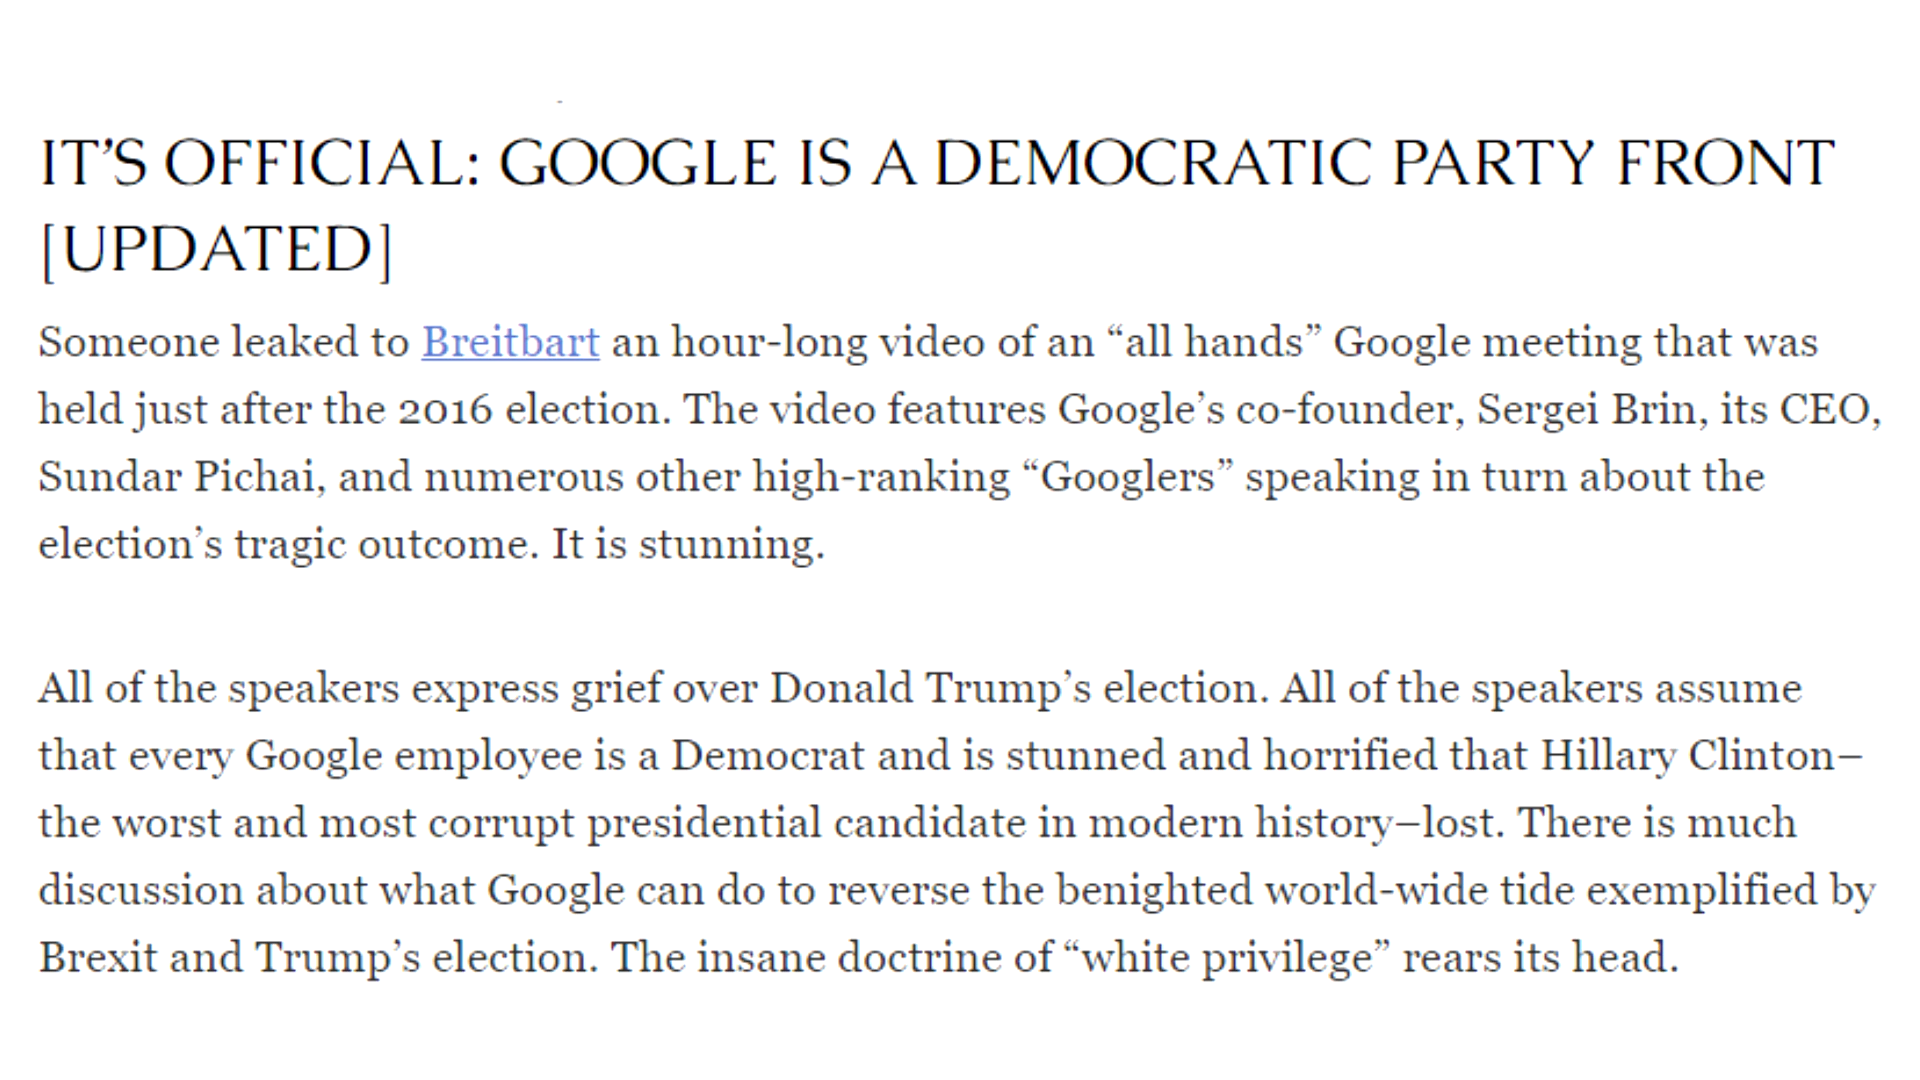 IT’S OFFICIAL: GOOGLE IS A DEMOCRATIC PARTY FRONT
[UPDATED]
Someone leaked to Breitbart an hour-long video of an “all hands” Google meeting that was
held just after the 2016 election. The video features Google’s co-founder, Sergei Brin, its CEO,
Sundar Pichai, and numerous other high-ranking “Googlers” speaking in turn about the
election’s tragic outcome. It is stunning.
All of the speakers express grief over Donald Trump’s election. All of the speakers assume
that every Google employee is a Democrat and is stunned and horrified that Hillary Clinton–
the worst and most corrupt presidential candidate in modern history–lost. There is much
discussion about what Google can do to reverse the benighted world-wide tide exemplified by
Brexit and Trump’s election. The insane doctrine of “white privilege” rears its head.